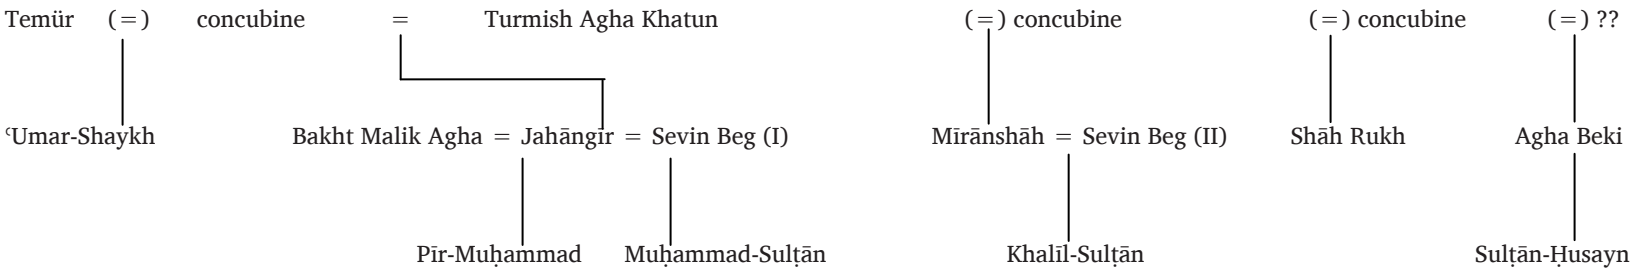 Temür (=) concubine = Turmish Agha Khatun (=) concubine (=) concubine (=) ??
ʿUmar-Shaykh Bakht Malik Agha = Jahāngīr = Sevin Beg (I) Mīrānshāh = Sevin Beg (II) Shāh Rukh Agha Beki
Pīr-Muḥammad Muḥammad-Sulṭān Khalīl-Sulṭān Sulṭān-Ḥusayn